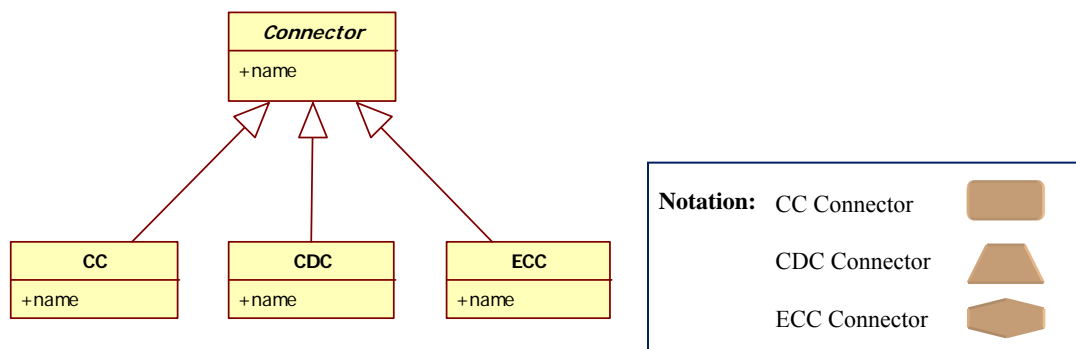 Connector
+name
CC
+name
CDC
+name
ECC
+name
Notation: CC Connector
CDC Connector
ECC Connector